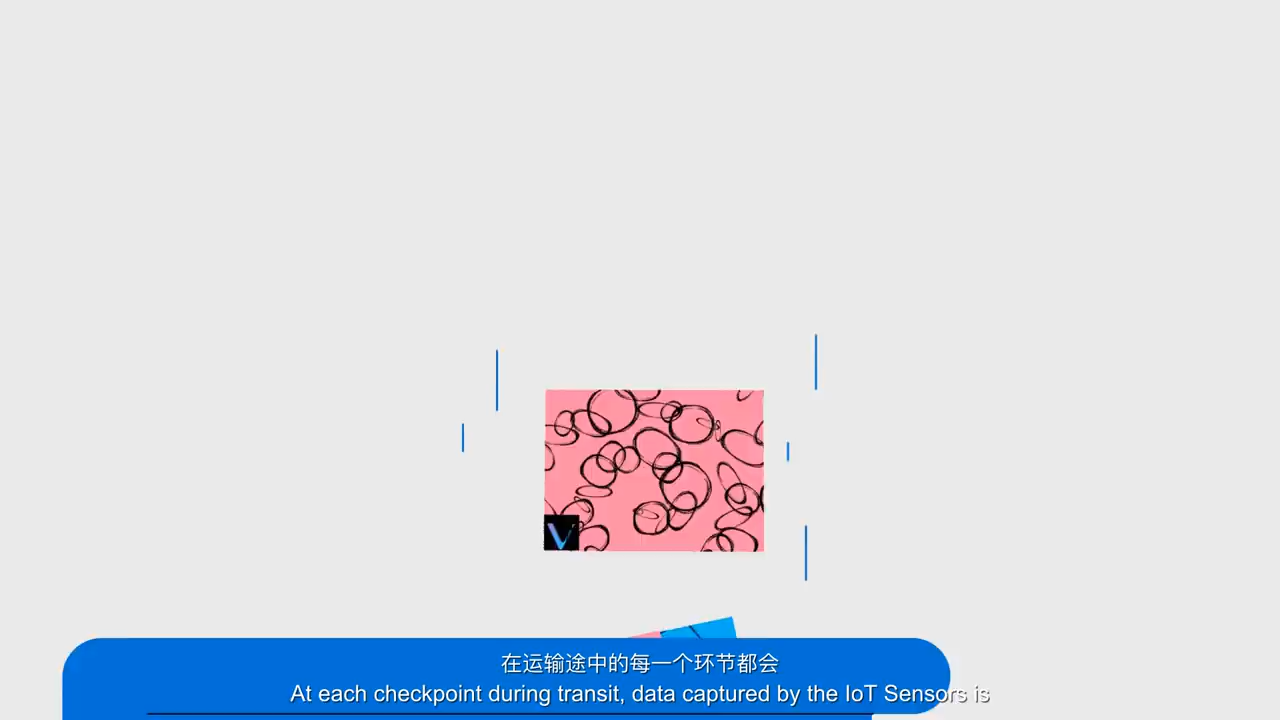 V
在运输途中的每一个环节都会
At each checkpoint during transit, data captured by the IoT Sensors is